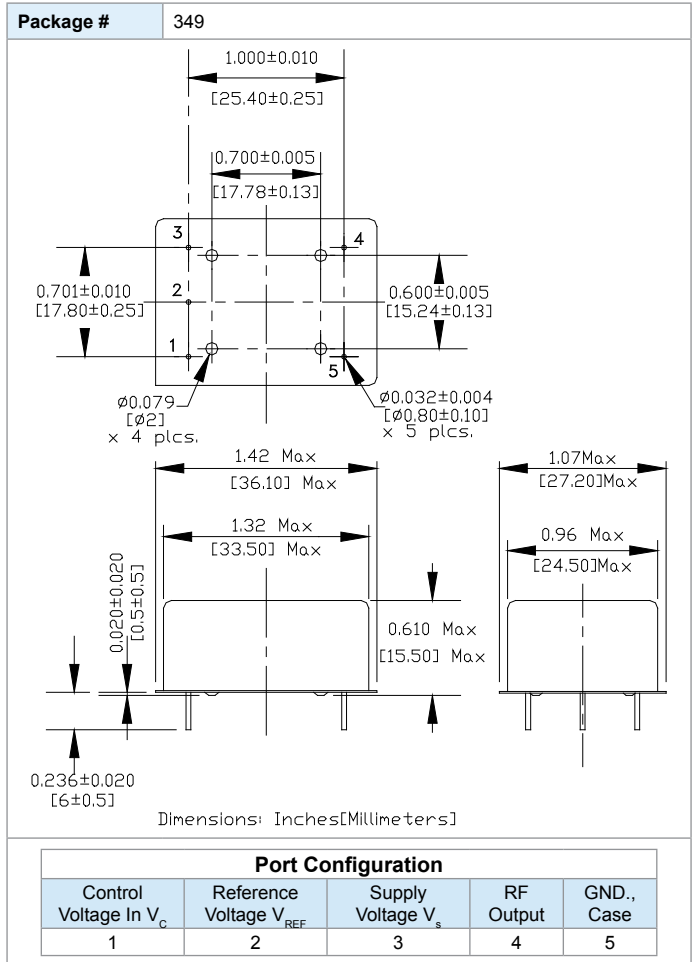 Package # 349
1.000±0.010
[25.40±0.25]
0.700±0.005
[17.78±0.13]
3
4
0.701±0.010
[17.80±0.25]
2
0.600±0.005
[15.24±0.13]
1
5
Ø0.079
[Ø2]
x 4 plcs.
Ø0.032±0.004
[Ø0.80±0.10]
x 5 plcs.
1.42 Max
[36.10] Max
1.07Max
[27.20]Max
1.32 Max
[33.50] Max
0.96 Max
[24.50]Max
0.020±0.020
[0.5±0.5]
0.610 Max
[15.50] Max
0.236±0.020
[6±0.5]
Dimensions: Inches[Millimeters]
Port Configuration
Control Voltage In VC
Reference Voltage VREF
Supply Voltage Vs
RF Output
GND., Case
1 2 3 4 5